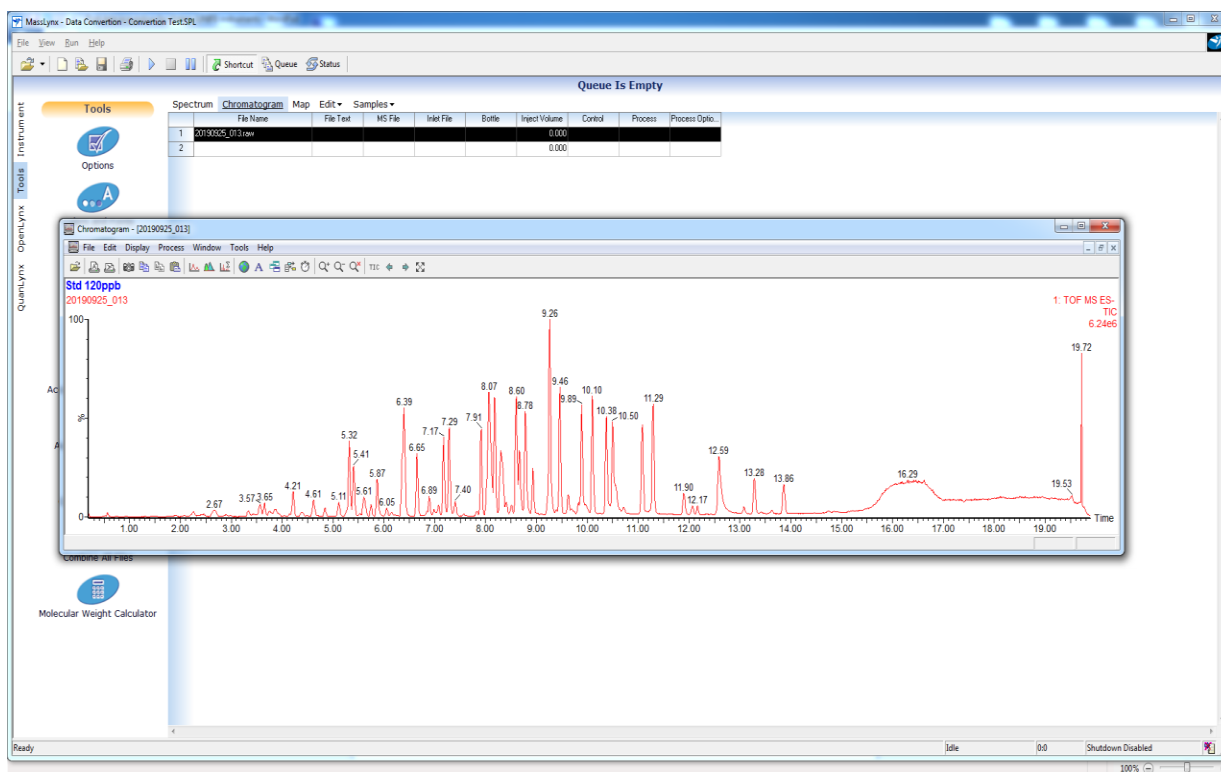 MassLynx - Data Convertion - Convertion Test.SPL
File View Run Help
Shortcut Queue Status
Queue Is Empty
Instrument
Tools
OpenLynx
QuanLynx
Tools
Options
Spectrum Chromatogram Map Edit Samples
File Name File Text MS File Inlet File Bottle Inject Volume Control Process Process Optio...
1 20190925_013.raw 0.000
2 0.000
Chromatogram - [20190925_013]
File Edit Display Process Window Tools Help
TIC
Std 120ppb
20190925_013
1: TOF MS ES-
TIC
6.24e6
100
%
0
2.67
3.57
3.65
4.21
4.61
5.11
5.32
5.41
5.61
5.87
6.05
6.39
6.65
6.89
7.17
7.29
7.40
7.91
8.07
8.60
8.78
9.26
9.46
9.89
10.10
10.38
10.50
11.29
11.90
12.17
12.59
13.28
13.86
16.29
19.53
19.72
1.00 2.00 3.00 4.00 5.00 6.00 7.00 8.00 9.00 10.00 11.00 12.00 13.00 14.00 15.00 16.00 17.00 18.00 19.00
Time
Combine All Files
Molecular Weight Calculator
Ready Idle 0:0 Shutdown Disabled
100%